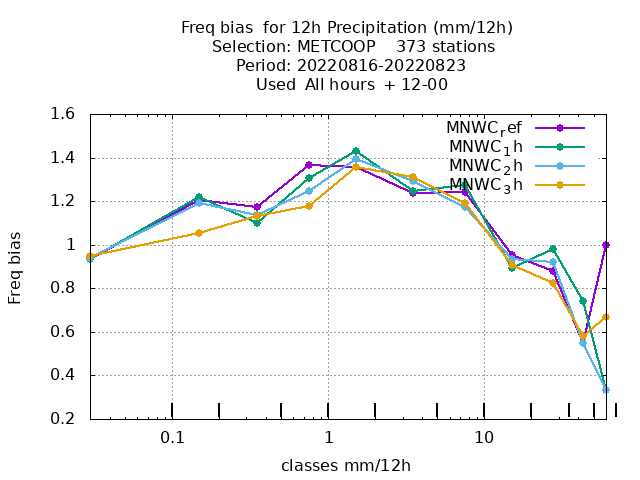 Freq bias  for 12h Precipitation (mm/12h)
Selection: METCOOP    373 stations
Period: 20220816-20220823
Used  All hours  + 12-00
MNWC_ref
MNWC_1h
MNWC_2h
MNWC_3h
1.6
1.4
1.2
1
0.8
0.6
0.4
0.2
Freq bias
0.1 1 10
classes mm/12h